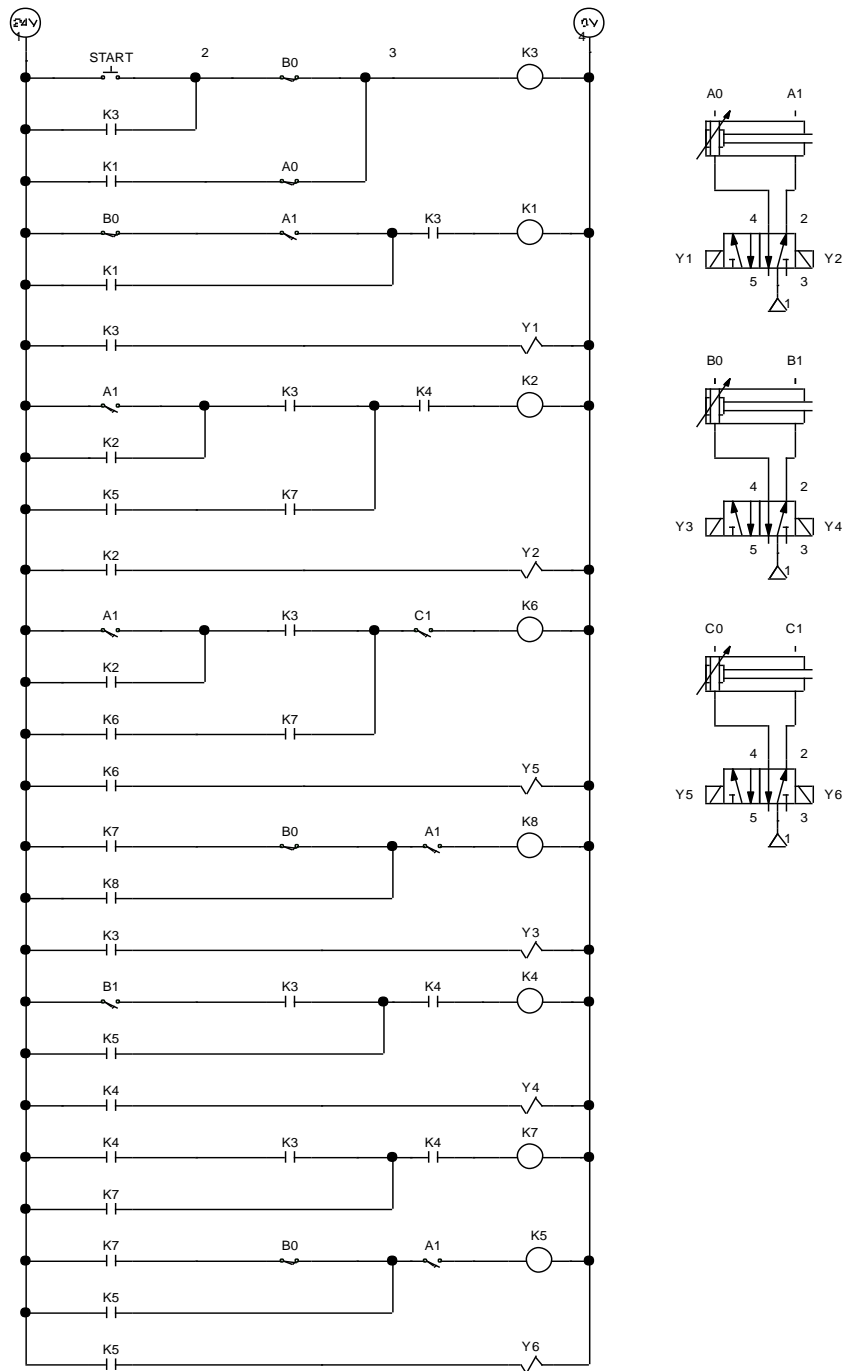 24V 0V
1 4
START 2 B0 3 K3
K3
K1 A0
B0 A1 K3 K1
K1
K3 Y1
A1 K3 K4 K2
K2
K5 K7
K2 Y2
A1 K3 C1 K6
K2
K6 K7
K6 Y5
K7 B0 A1 K8
K8
K3 Y3
B1 K3 K4 K4
K5
K4 Y4
K4 K3 K4 K7
K7
K7 B0 A1 K5
K5
K5 Y6
A0 A1
4 2
Y1 Y2
5 3
1
B0 B1
4 2
Y3 Y4
5 3
1
C0 C1
4 2
Y5 Y6
5 3
1